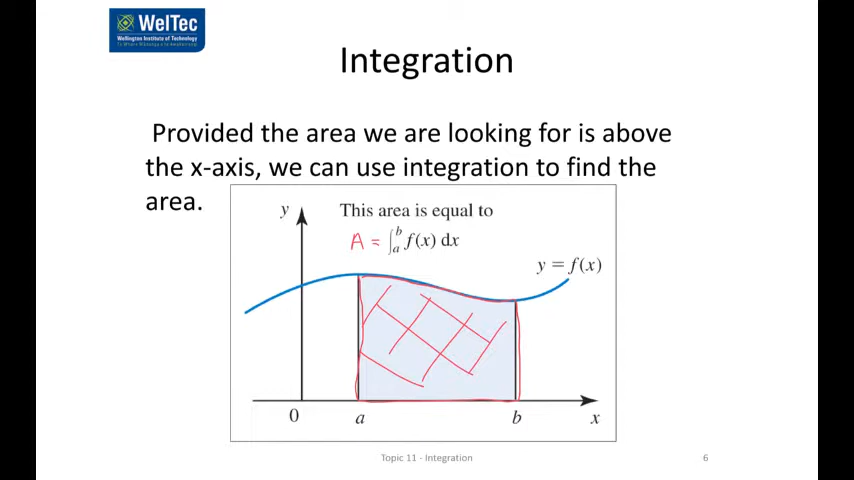 WelTec
Wellington Institute of Technology
Integration
Provided the area we are looking for is above
the x-axis, we can use integration to find the
area.
y
This area is equal to
A = ∫_a^b f(x) dx
y = f(x)
0
a
b
x
Topic 11 - Integration
6